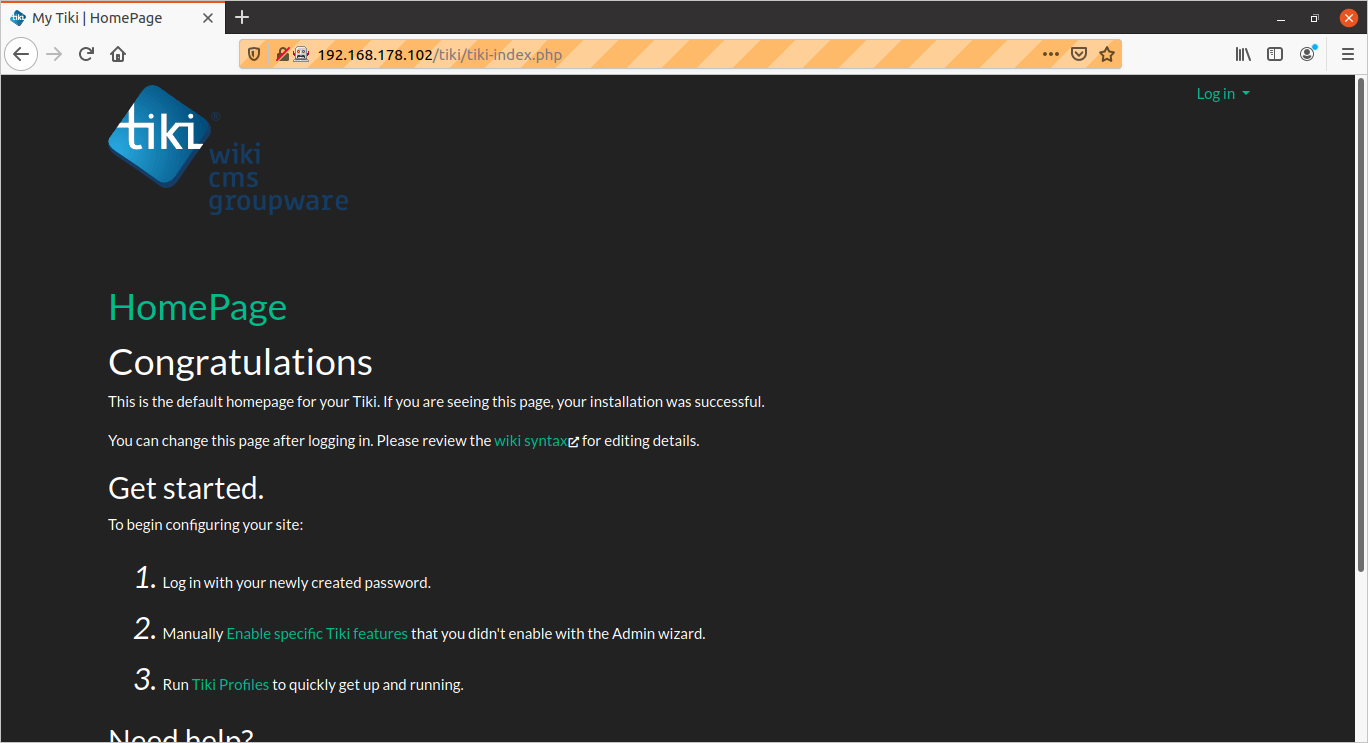 My Tiki | HomePage
192.168.178.102/tiki/tiki-index.php
Log in
tiki®
wiki
cms
groupware
HomePage
Congratulations
This is the default homepage for your Tiki. If you are seeing this page, your installation was successful.
You can change this page after logging in. Please review the wiki syntax for editing details.
Get started.
To begin configuring your site:
1. Log in with your newly created password.
2. Manually Enable specific Tiki features that you didn't enable with the Admin wizard.
3. Run Tiki Profiles to quickly get up and running.
Need help?